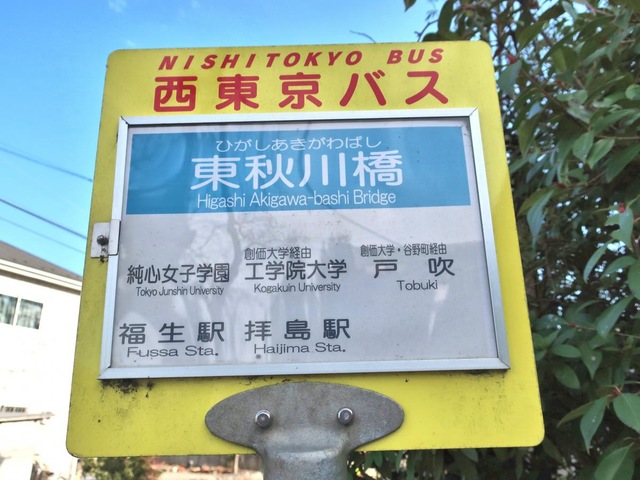 NISHITOKYO BUS
西東京バス
ひがしあきがわばし
東秋川橋
Higashi Akigawa-bashi Bridge
純心女子学園
Tokyo Junshin University
創価大学経由
工学院大学
Kogakuin University
創価大学・谷野町経由
戸吹
Tobuki
福生駅
Fussa Sta.
拝島駅
Haijima Sta.